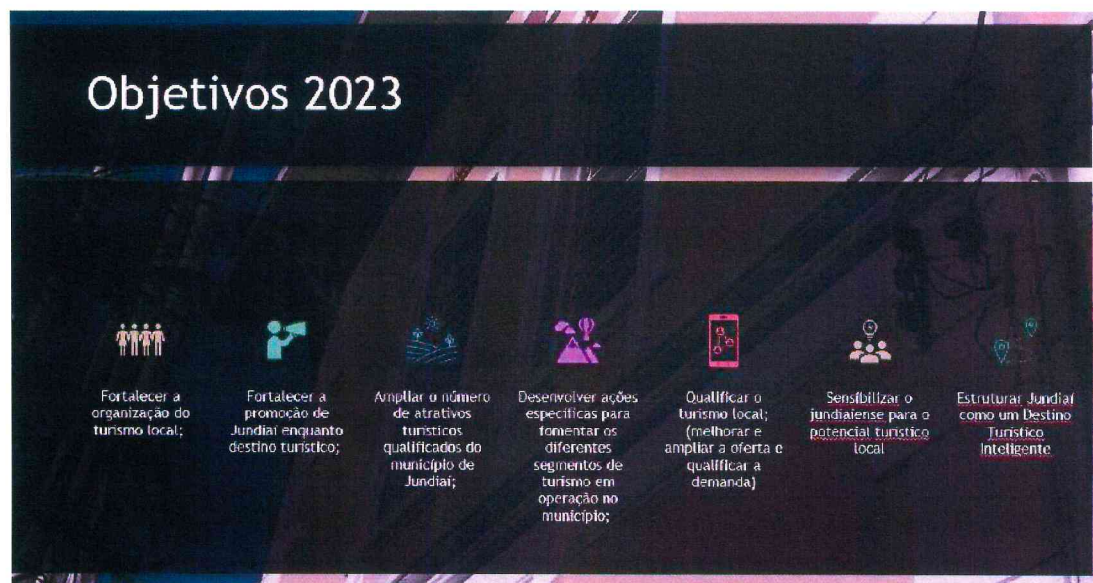 Objetivos 2023
Fortalecer a
organização do
turismo local;
Fortalecer a
promoção de
Jundiaí enquanto
destino turístico;
Ampliar o número
de atrativos
turísticos
qualificados do
município de
Jundiaí;
Desenvolver ações
específicas para
fomentar os
diferentes
segmentos de
turismo em
operação no
município;
Qualificar o
turismo local;
(melhorar e
ampliar a oferta e
qualificar a
demanda)
Sensibilizar o
jundiaiense para o
potencial turístico
local
Estruturar Jundiaí
como um Destino
Turístico
Inteligente